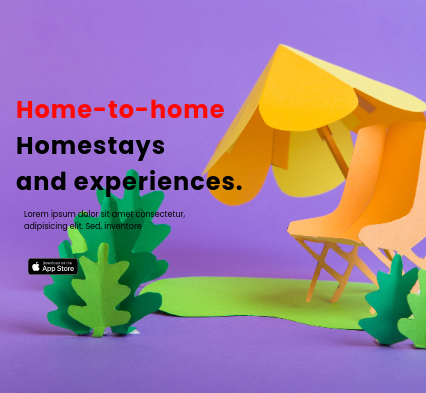 Home-to-home
Homestays
and experiences.
Lorem ipsum dolor sit amet consectetur,
adipisicing elit. Sed, inventore
Download on the
App Store